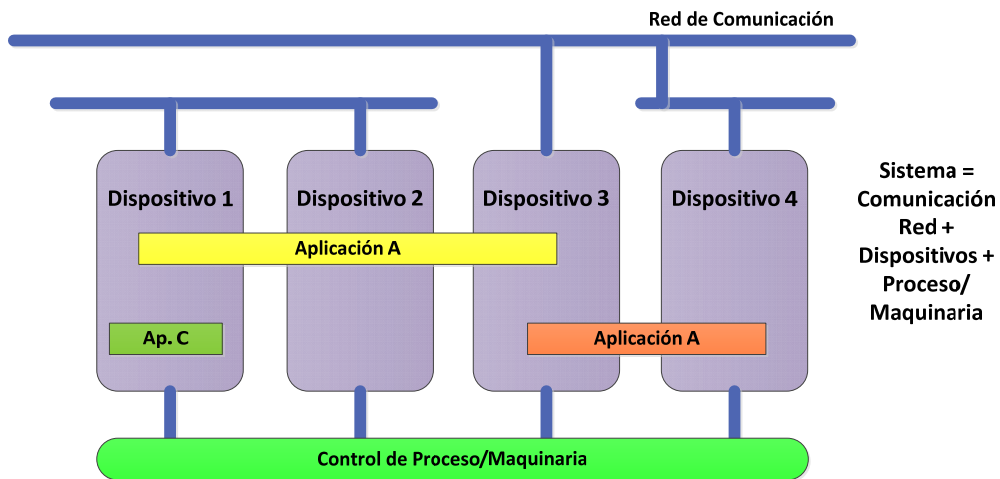 Red de Comunicación
Dispositivo 1
Dispositivo 2
Dispositivo 3
Dispositivo 4
Aplicación A
Ap. C
Aplicación A
Control de Proceso/Maquinaria
Sistema =
Comunicación
Red +
Dispositivos +
Proceso/
Maquinaria